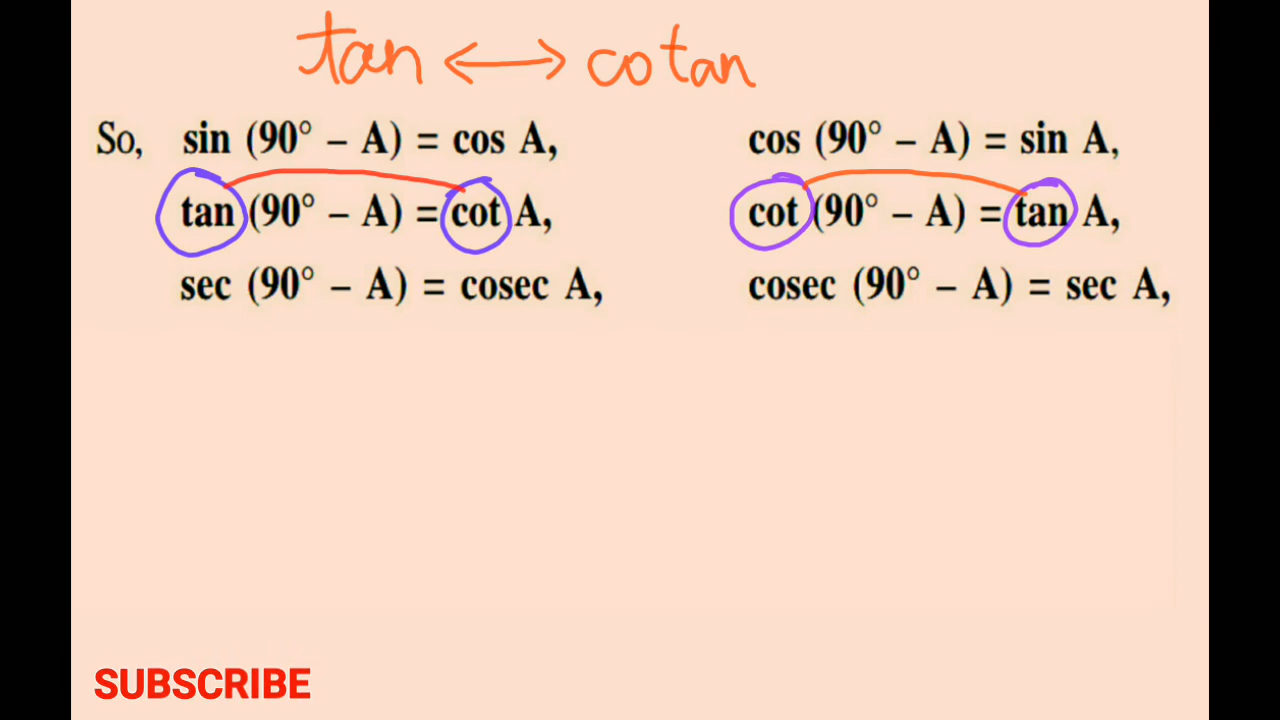 tan ↔ cotan
So, sin (90° – A) = cos A, cos (90° – A) = sin A,
tan (90° – A) = cot A, cot (90° – A) = tan A,
sec (90° – A) = cosec A, cosec (90° – A) = sec A,
SUBSCRIBE